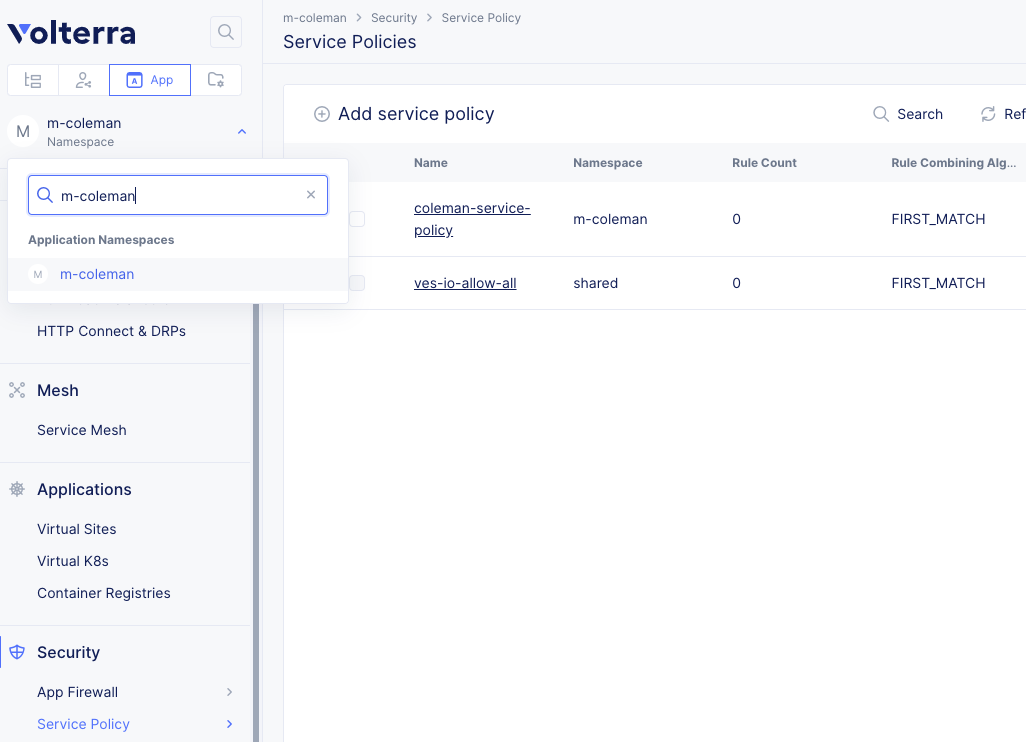 Volterra
App
M
m-coleman
Namespace
m-coleman
Application Namespaces
M
m-coleman
HTTP Connect & DRPs
Mesh
Service Mesh
Applications
Virtual Sites
Virtual K8s
Container Registries
Security
App Firewall
Service Policy
m-coleman > Security > Service Policy
Service Policies
Add service policy
Search
Ref
Name Namespace Rule Count Rule Combining Alg...
coleman-service-
policy
m-coleman 0 FIRST_MATCH
ves-io-allow-all shared 0 FIRST_MATCH